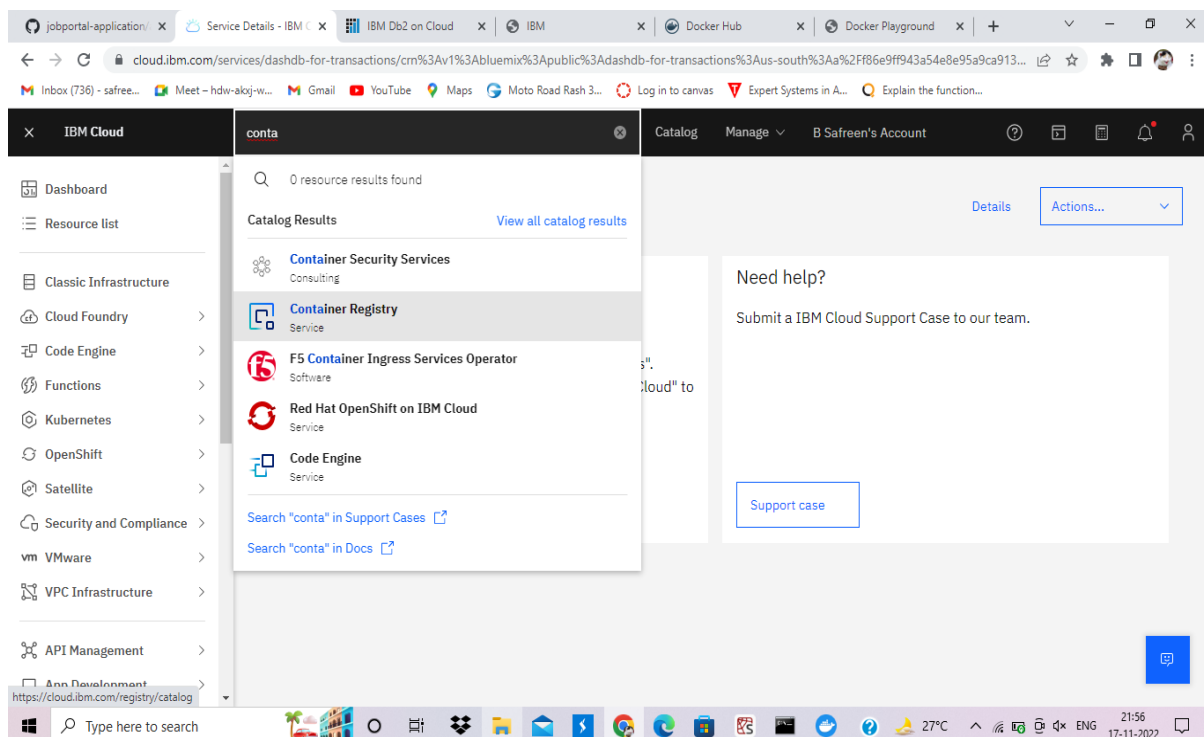 jobportal-application/
Service Details - IBM C
IBM Db2 on Cloud
IBM
Docker Hub
Docker Playground
cloud.ibm.com/services/dashdb-for-transactions/crn%3Av1%3Abluemix%3Apublic%3Adashdb-for-transactions%3Aus-south%3Aa%2Ff86e9ff943a54e8e95a9ca913...
Inbox (736) - safree...
Meet – hdw-akxj-w...
Gmail
YouTube
Maps
Moto Road Rash 3...
Log in to canvas
Expert Systems in A...
Explain the function...
IBM Cloud
conta
Catalog
Manage
B Safreen's Account
Dashboard
Resource list
Classic Infrastructure
Cloud Foundry
Code Engine
Functions
Kubernetes
OpenShift
Satellite
Security and Compliance
vm VMware
VPC Infrastructure
API Management
App Development
https://cloud.ibm.com/registry/catalog
0 resource results found
Catalog Results
View all catalog results
Container Security Services
Consulting
Container Registry
Service
F5 Container Ingress Services Operator
Software
Red Hat OpenShift on IBM Cloud
Service
Code Engine
Service
Search "conta" in Support Cases
Search "conta" in Docs
s".
Cloud" to
Details
Actions...
Need help?
Submit a IBM Cloud Support Case to our team.
Support case
Type here to search
27°C
ENG
21:56
17-11-2022